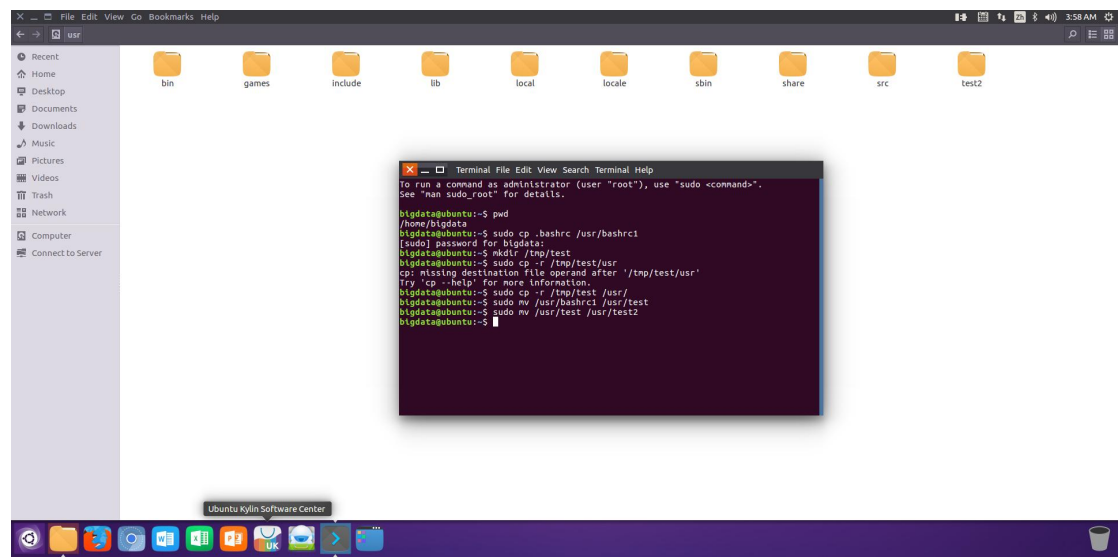 File Edit View Go Bookmarks Help
Zh 3:58 AM
usr
Recent
Home
Desktop
Documents
Downloads
Music
Pictures
Videos
Trash
Network
Computer
Connect to Server
bin games include lib local locale sbin share src test2
Terminal File Edit View Search Terminal Help
To run a command as administrator (user "root"), use "sudo <command>".
See "man sudo_root" for details.
bigdata@ubuntu:~$ pwd
/home/bigdata
bigdata@ubuntu:~$ sudo cp .bashrc /usr/bashrc1
[sudo] password for bigdata:
bigdata@ubuntu:~$ mkdir /tmp/test
bigdata@ubuntu:~$ sudo cp -r /tmp/test/usr
cp: missing destination file operand after '/tmp/test/usr'
Try 'cp --help' for more information.
bigdata@ubuntu:~$ sudo cp -r /tmp/test /usr/
bigdata@ubuntu:~$ sudo mv /usr/bashrc1 /usr/test
bigdata@ubuntu:~$ sudo mv /usr/test /usr/test2
bigdata@ubuntu:~$
Ubuntu Kylin Software Center
W X P UK